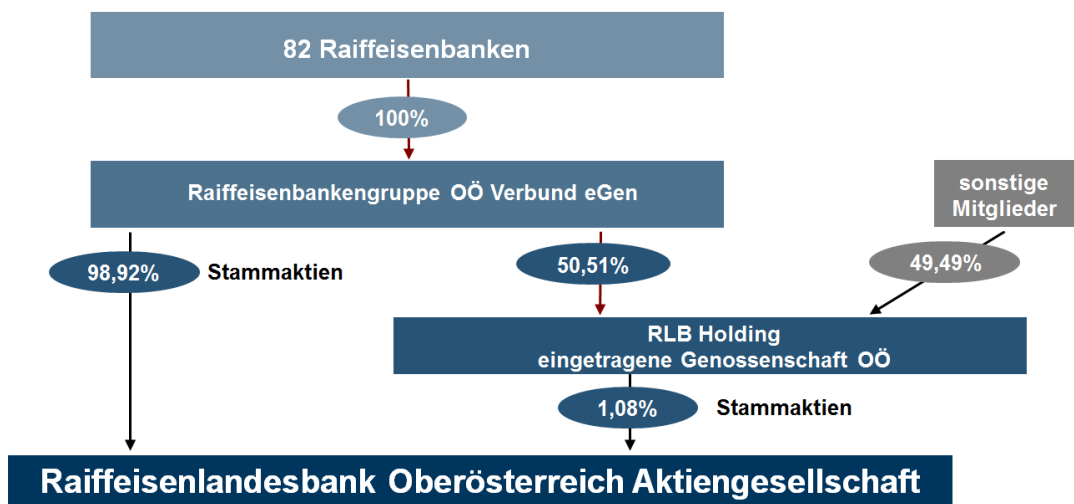 82 Raiffeisenbanken
100%
Raiffeisenbankengruppe OÖ Verbund eGen
sonstige
Mitglieder
98,92%
Stammaktien
50,51%
49,49%
RLB Holding
eingetragene Genossenschaft OÖ
1,08%
Stammaktien
Raiffeisenlandesbank Oberösterreich Aktiengesellschaft